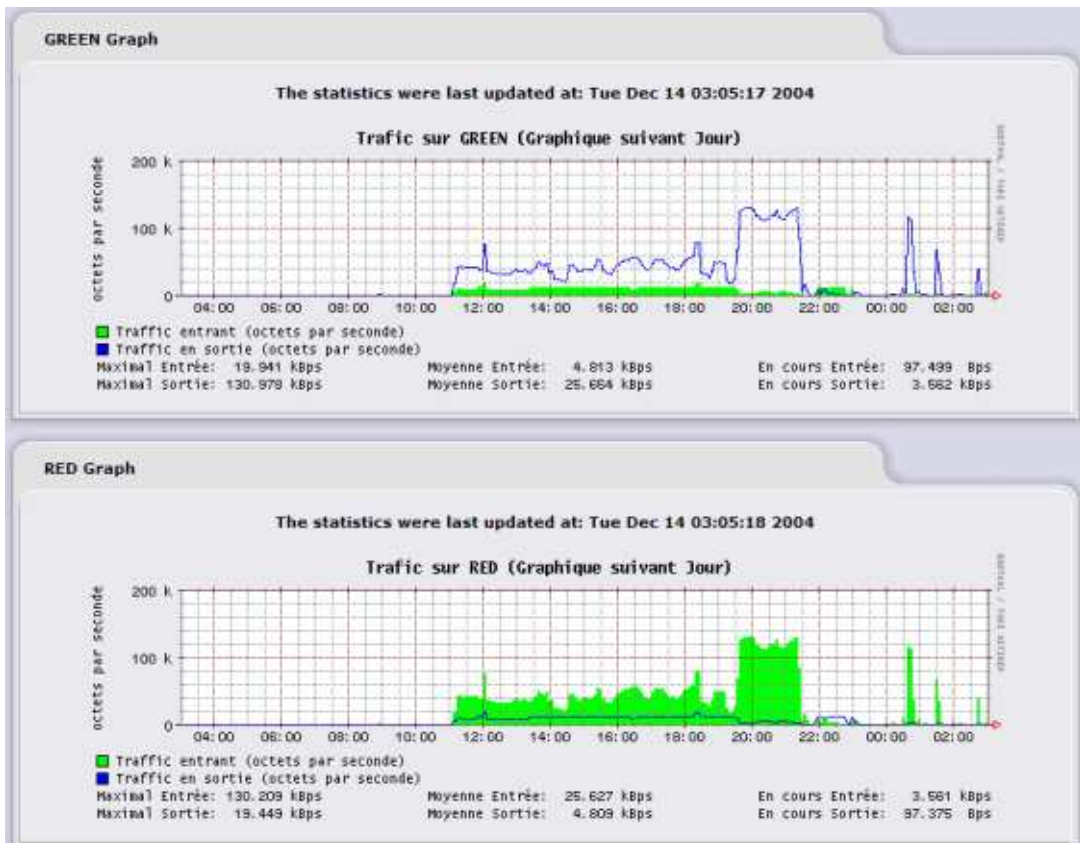 GREEN Graph
The statistics were last updated at: Tue Dec 14 03:05:17 2004
Trafic sur GREEN (Graphique suivant Jour)
octets par seconde
200 k
100 k
0
04:00 06:00 08:00 10:00 12:00 14:00 16:00 18:00 20:00 22:00 00:00 02:00
Traffic entrant (octets par seconde)
Traffic en sortie (octets par seconde)
Maximal Entrée: 19.941 kBps Moyenne Entrée: 4.813 kBps En cours Entrée: 97.499 Bps
Maximal Sortie: 130.978 kBps Moyenne Sortie: 25.664 kBps En cours Sortie: 3.562 kBps
RED Graph
The statistics were last updated at: Tue Dec 14 03:05:18 2004
Trafic sur RED (Graphique suivant Jour)
octets par seconde
200 k
100 k
0
04:00 06:00 08:00 10:00 12:00 14:00 16:00 18:00 20:00 22:00 00:00 02:00
Traffic entrant (octets par seconde)
Traffic en sortie (octets par seconde)
Maximal Entrée: 130.209 kBps Moyenne Entrée: 25.627 kBps En cours Entrée: 3.561 kBps
Maximal Sortie: 19.449 kBps Moyenne Sortie: 4.809 kBps En cours Sortie: 97.375 Bps